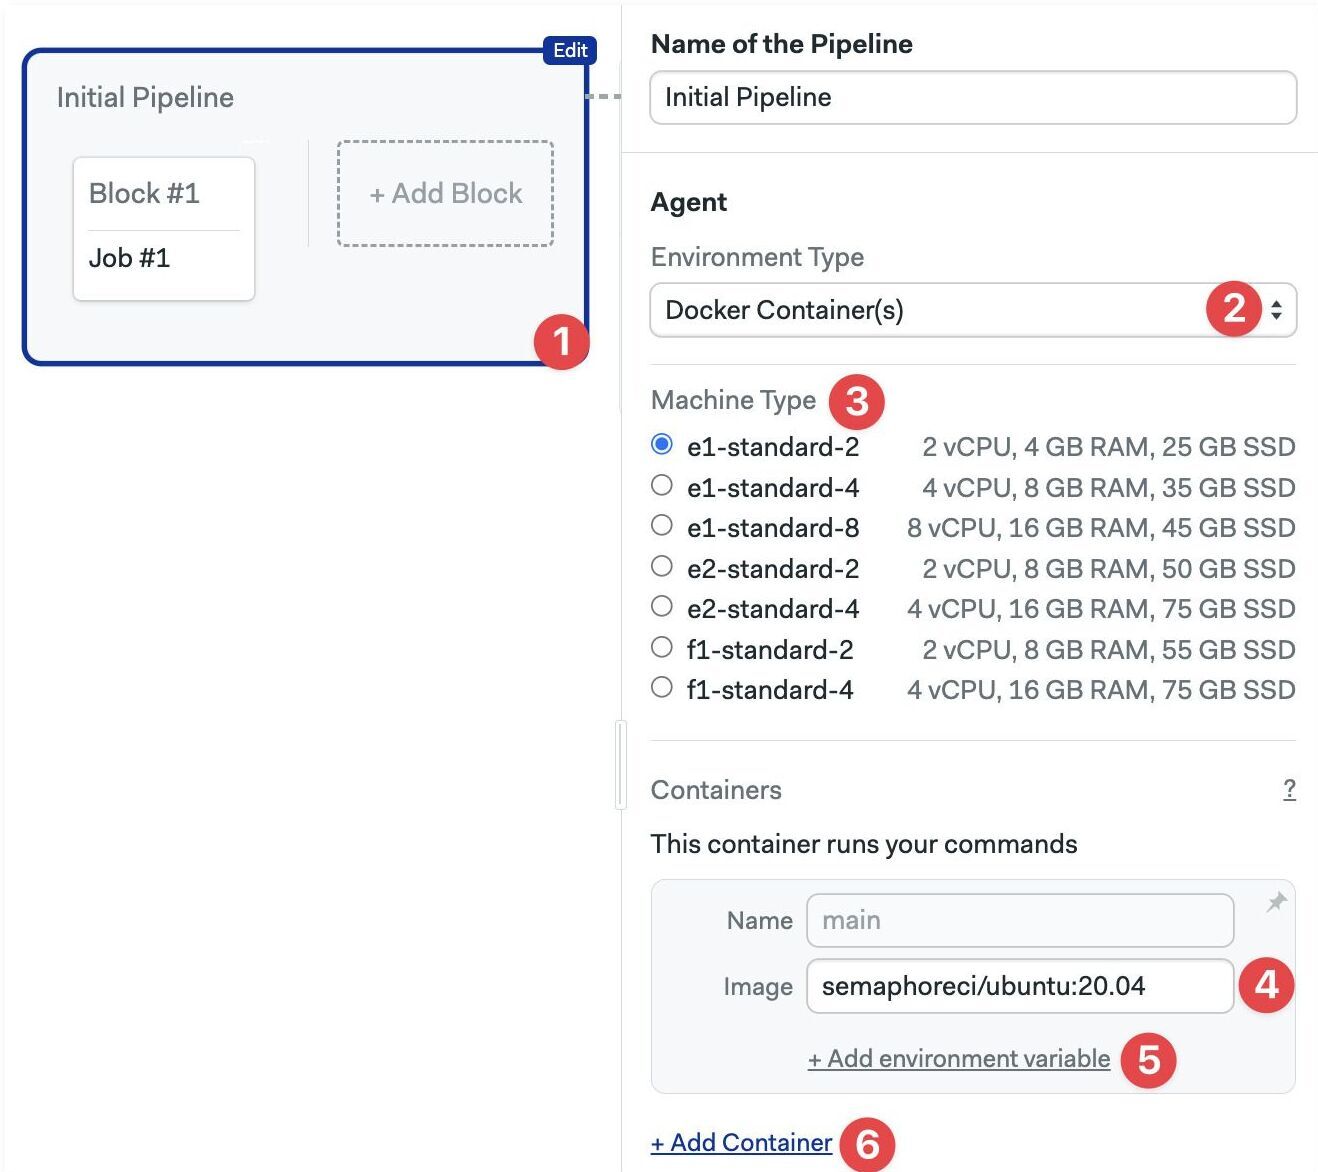 Edit
Initial Pipeline
Block #1
Job #1
+ Add Block
1
Name of the Pipeline
Initial Pipeline
Agent
Environment Type
Docker Container(s) 2
Machine Type 3
e1-standard-2 2 vCPU, 4 GB RAM, 25 GB SSD
e1-standard-4 4 vCPU, 8 GB RAM, 35 GB SSD
e1-standard-8 8 vCPU, 16 GB RAM, 45 GB SSD
e2-standard-2 2 vCPU, 8 GB RAM, 50 GB SSD
e2-standard-4 4 vCPU, 16 GB RAM, 75 GB SSD
f1-standard-2 2 vCPU, 8 GB RAM, 55 GB SSD
f1-standard-4 4 vCPU, 16 GB RAM, 75 GB SSD
Containers ?
This container runs your commands
Name main
Image semaphoreci/ubuntu:20.04 4
+ Add environment variable 5
+ Add Container 6